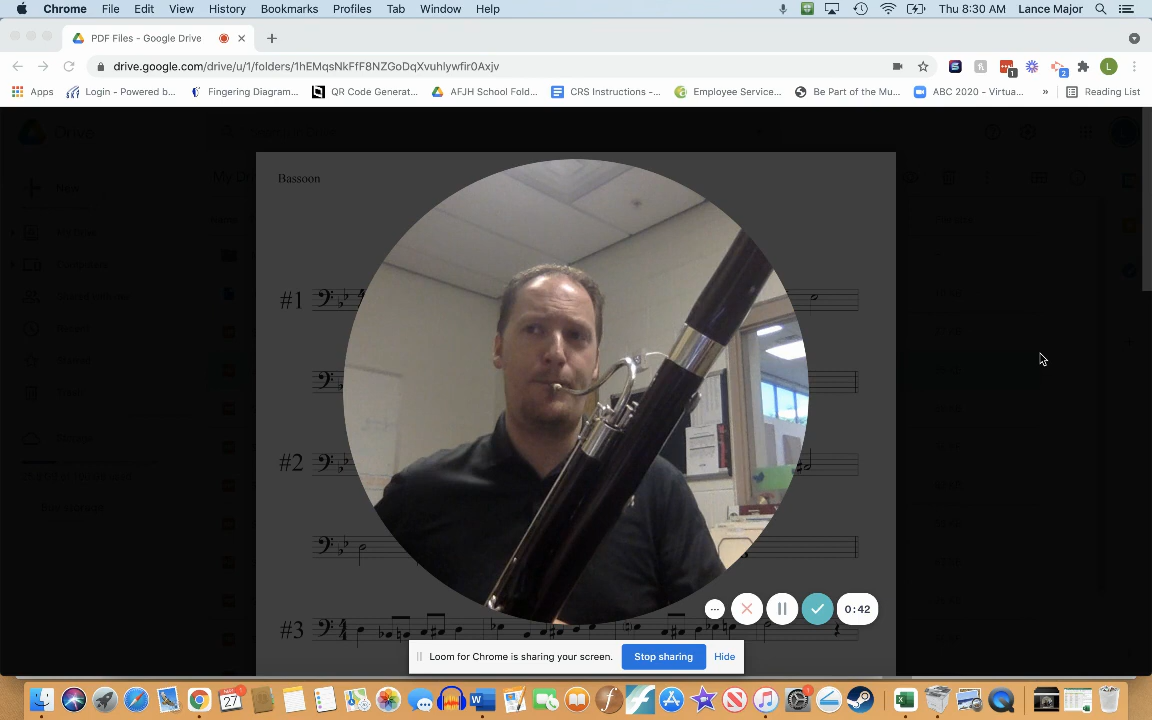 Chrome File Edit View History Bookmarks Profiles Tab Window Help Thu 8:30 AM Lance Major
PDF Files - Google Drive
drive.google.com/drive/u/1/folders/1hEMqsNkFfF8NZGoDqXvuhlywfir0Axjv
Apps Login - Powered b... Fingering Diagram... QR Code Generat... AFJH School Fold... CRS Instructions -... Employee Service... Be Part of the Mu... ABC 2020 - Virtua... » Reading List
Drive
New
Bassoon
#1
#2
#3
0:42
Loom for Chrome is sharing your screen. Stop sharing Hide